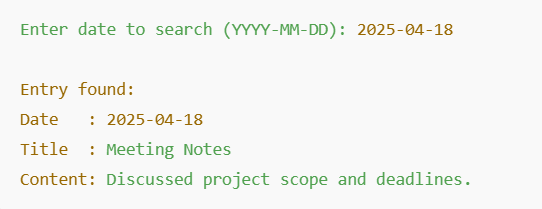 Enter date to search (YYYY-MM-DD): 2025-04-18
Entry found:
Date   : 2025-04-18
Title  : Meeting Notes
Content: Discussed project scope and deadlines.